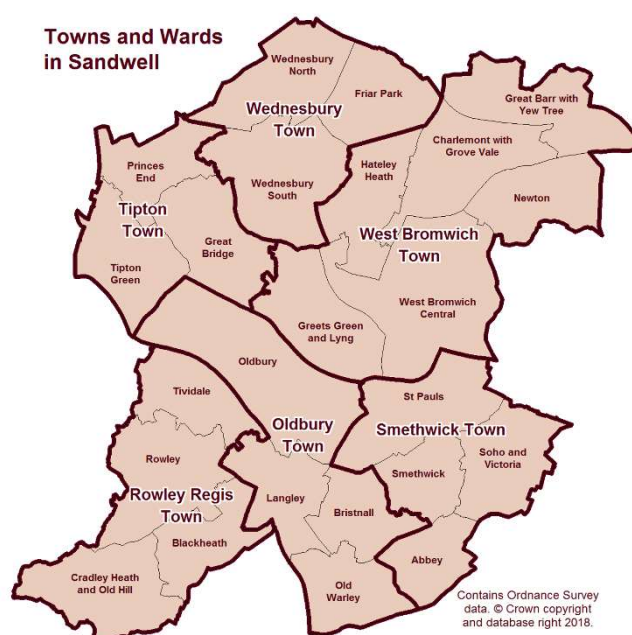 Towns and Wards
in Sandwell
Wednesbury
North
Friar Park
Wednesbury
Town
Wednesbury
South
Great Barr with
Yew Tree
Charlemont with
Grove Vale
Hateley
Heath
Newton
West Bromwich
Town
West Bromwich
Central
Greets Green
and Lyng
Princes
End
Tipton
Town
Great
Bridge
Tipton
Green
Oldbury
Oldbury
Town
Langley
Bristnall
Old
Warley
Tividale
Rowley
Rowley Regis
Town
Blackheath
Cradley Heath
and Old Hill
St Pauls
Smethwick Town
Smethwick
Soho and
Victoria
Abbey
Contains Ordnance Survey
data. © Crown copyright
and database right 2018.